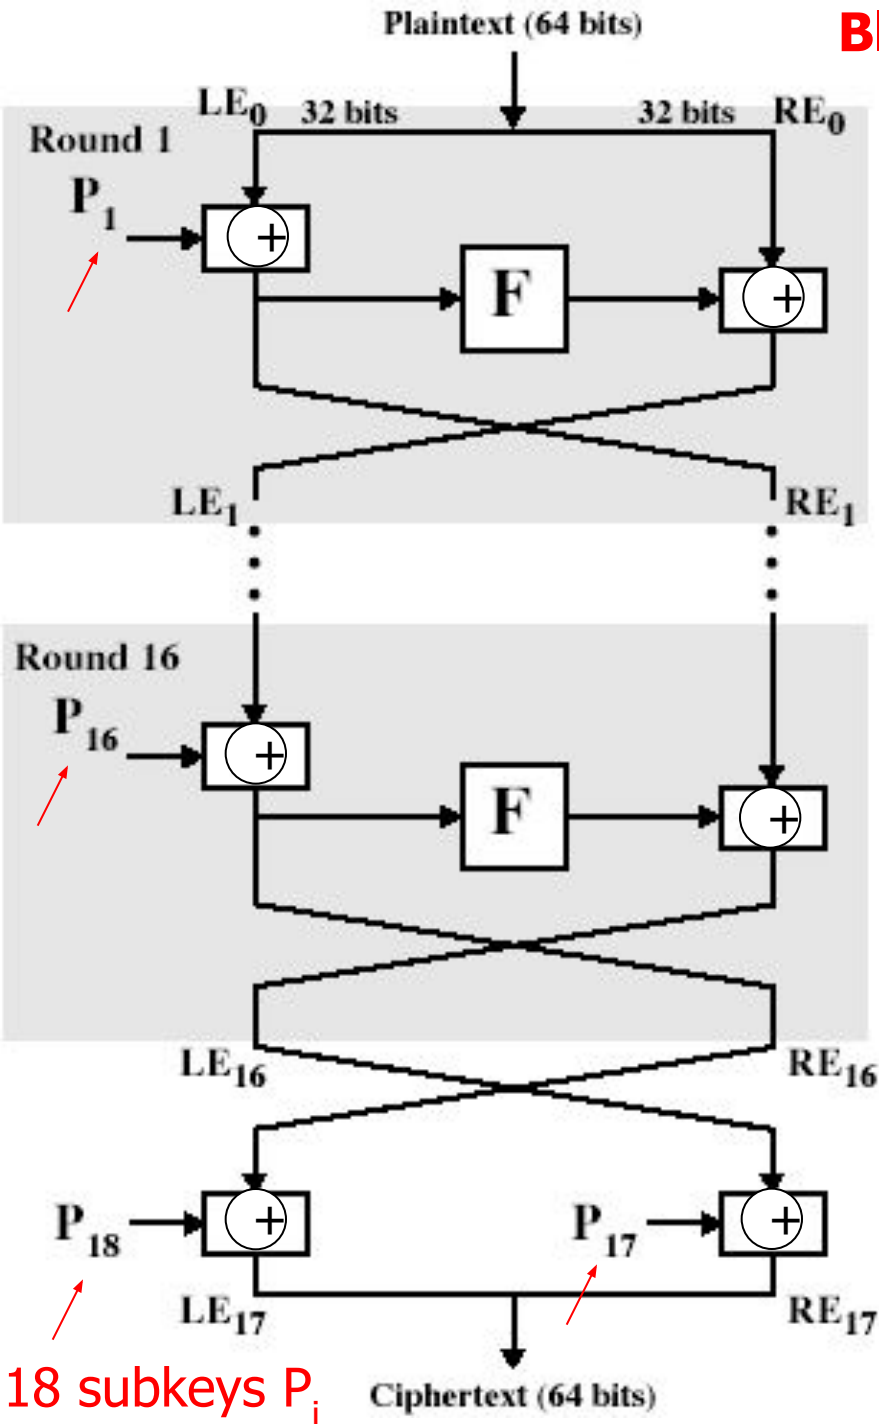 Plaintext (64 bits)
Bl
LE0 32 bits 32 bits RE0
Round 1
P1
+
F
+
LE1 RE1
Round 16
P16
+
F
+
LE16 RE16
P18 + P17 +
LE17 RE17
18 subkeys Pi
Ciphertext (64 bits)